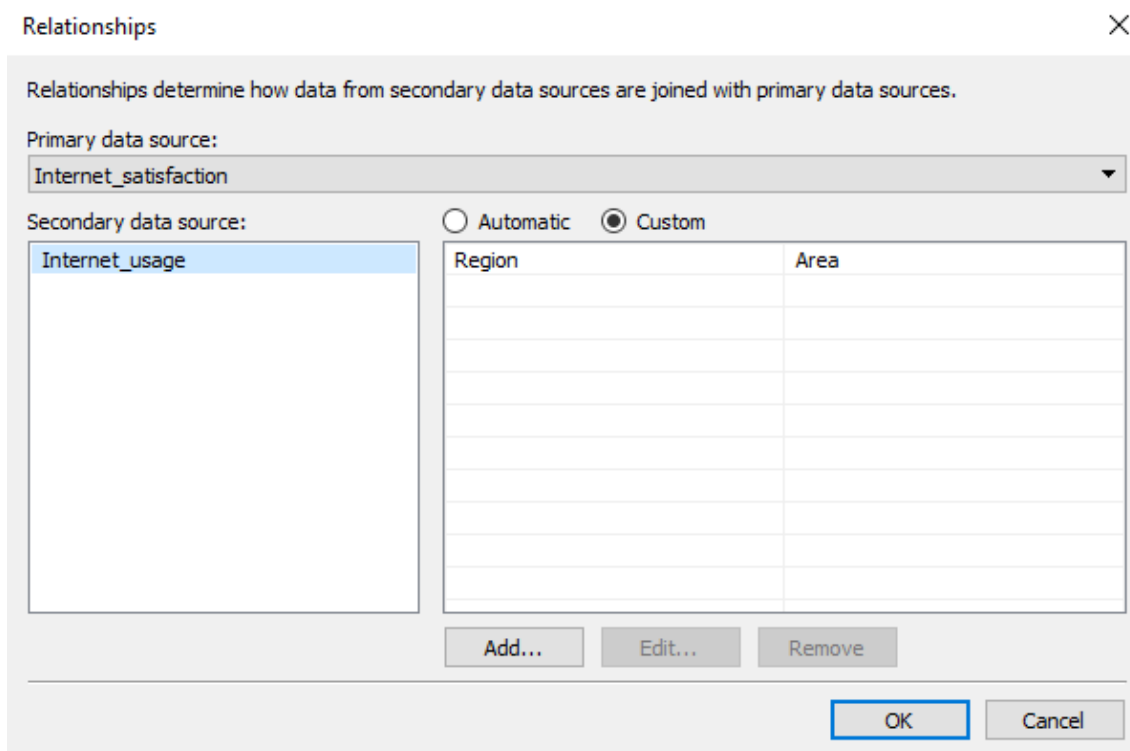 Relationships
Relationships determine how data from secondary data sources are joined with primary data sources.
Primary data source:
Internet_satisfaction
Secondary data source:
Automatic Custom
Internet_usage
Region Area
Add... Edit... Remove
OK Cancel